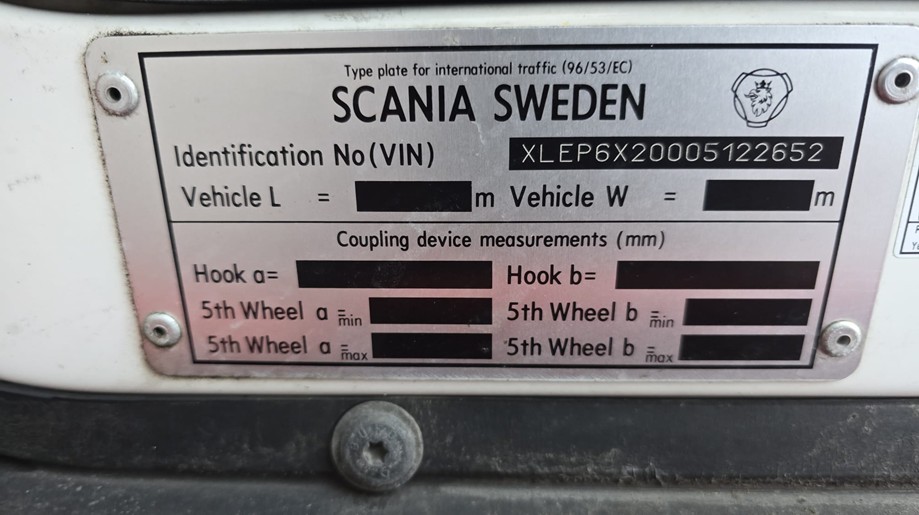 Type plate for international traffic (96/53/EC)
SCANIA SWEDEN
Identification No(VIN) XLEP6X20005122652
Vehicle L = m Vehicle W = m
Coupling device measurements (mm)
Hook a= Hook b=
5th Wheel a = min 5th Wheel b = min
5th Wheel a = max 5th Wheel b = max